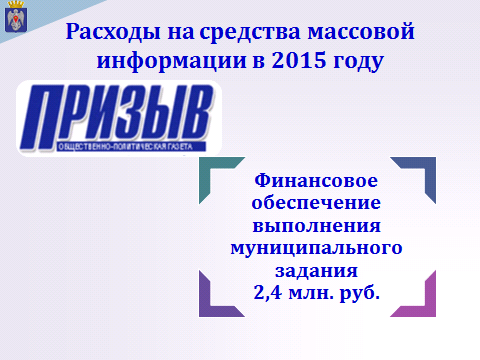 Расходы на средства массовой
информации в 2015 году
ПРИЗЫВ
ОБЩЕСТВЕННО-ПОЛИТИЧЕСКАЯ ГАЗЕТА
Финансовое
обеспечение
выполнения
муниципального
задания
2,4 млн. руб.